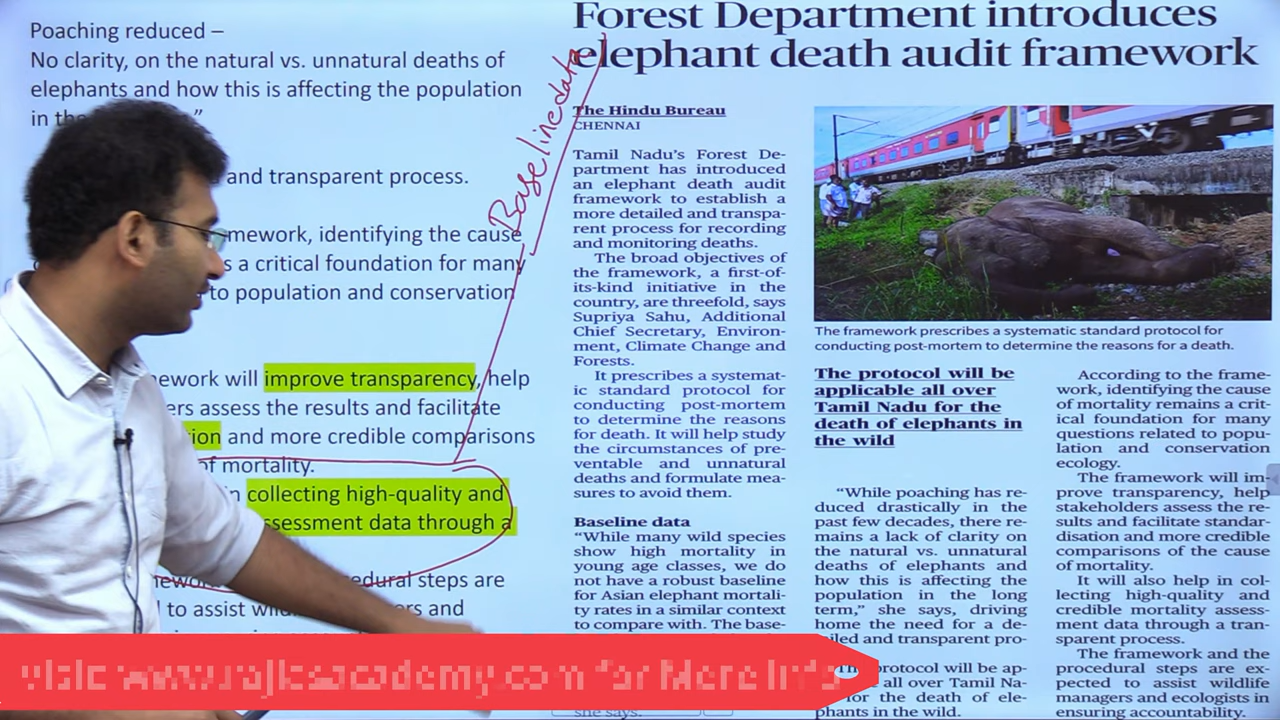 Poaching reduced –
No clarity, on the natural vs. unnatural deaths of
elephants and how this is affecting the population
in
and transparent process.
mework, identifying the cause
s a critical foundation for many
to population and conservation
ework will improve transparency, help
ers assess the results and facilitate
ion and more credible comparisons
of mortality.
in collecting high-quality and
ssessment data through a
edural steps are
to assist
Baseline data
Forest Department introduces
elephant death audit framework
The Hindu Bureau
CHENNAI
Tamil Nadu's Forest De-
partment has introduced
an elephant death audit
framework to establish a
more detailed and transpa-
rent process for recording
and monitoring deaths.
The broad objectives of
the framework, a first-of-
its-kind initiative in the
country, are threefold, says
Supriya Sahu, Additional
Chief Secretary, Environ-
ment, Climate Change and
Forests.
It prescribes a systemat-
ic standard protocol for
conducting post-mortem
to determine the reasons
for death. It will help study
the circumstances of pre-
ventable and unnatural
deaths and formulate mea-
sures to avoid them.
Baseline data
"While many wild species
show high mortality in
young age classes, we do
not have a robust baseline
for Asian elephant mortali-
ty rates in a similar context
to compare with. The base-
she says.
The framework prescribes a systematic standard protocol for
conducting post-mortem to determine the reasons for a death.
The protocol will be
applicable all over
Tamil Nadu for the
death of elephants in
the wild
"While poaching has re-
duced drastically in the
past few decades, there re-
mains a lack of clarity on
the natural vs. unnatural
deaths of elephants and
how this is affecting the
population in the long
term," she says, driving
home the need for a de-
iled and transparent pro-
protocol will be ap-
all over Tamil Na-
for the death of ele-
phants in the wild.
According to the frame-
work, identifying the cause
of mortality remains a crit-
ical foundation for many
questions related to popu-
lation and conservation
ecology.
The framework will im-
prove transparency, help
stakeholders assess the re-
sults and facilitate standar-
disation and more credible
comparisons of the cause
of mortality.
It will also help in col-
lecting high-quality and
credible mortality assess-
ment data through a tran-
sparent process.
The framework and the
procedural steps are ex-
pected to assist wildlife
managers and ecologists in
ensuring accountability.
for More Info